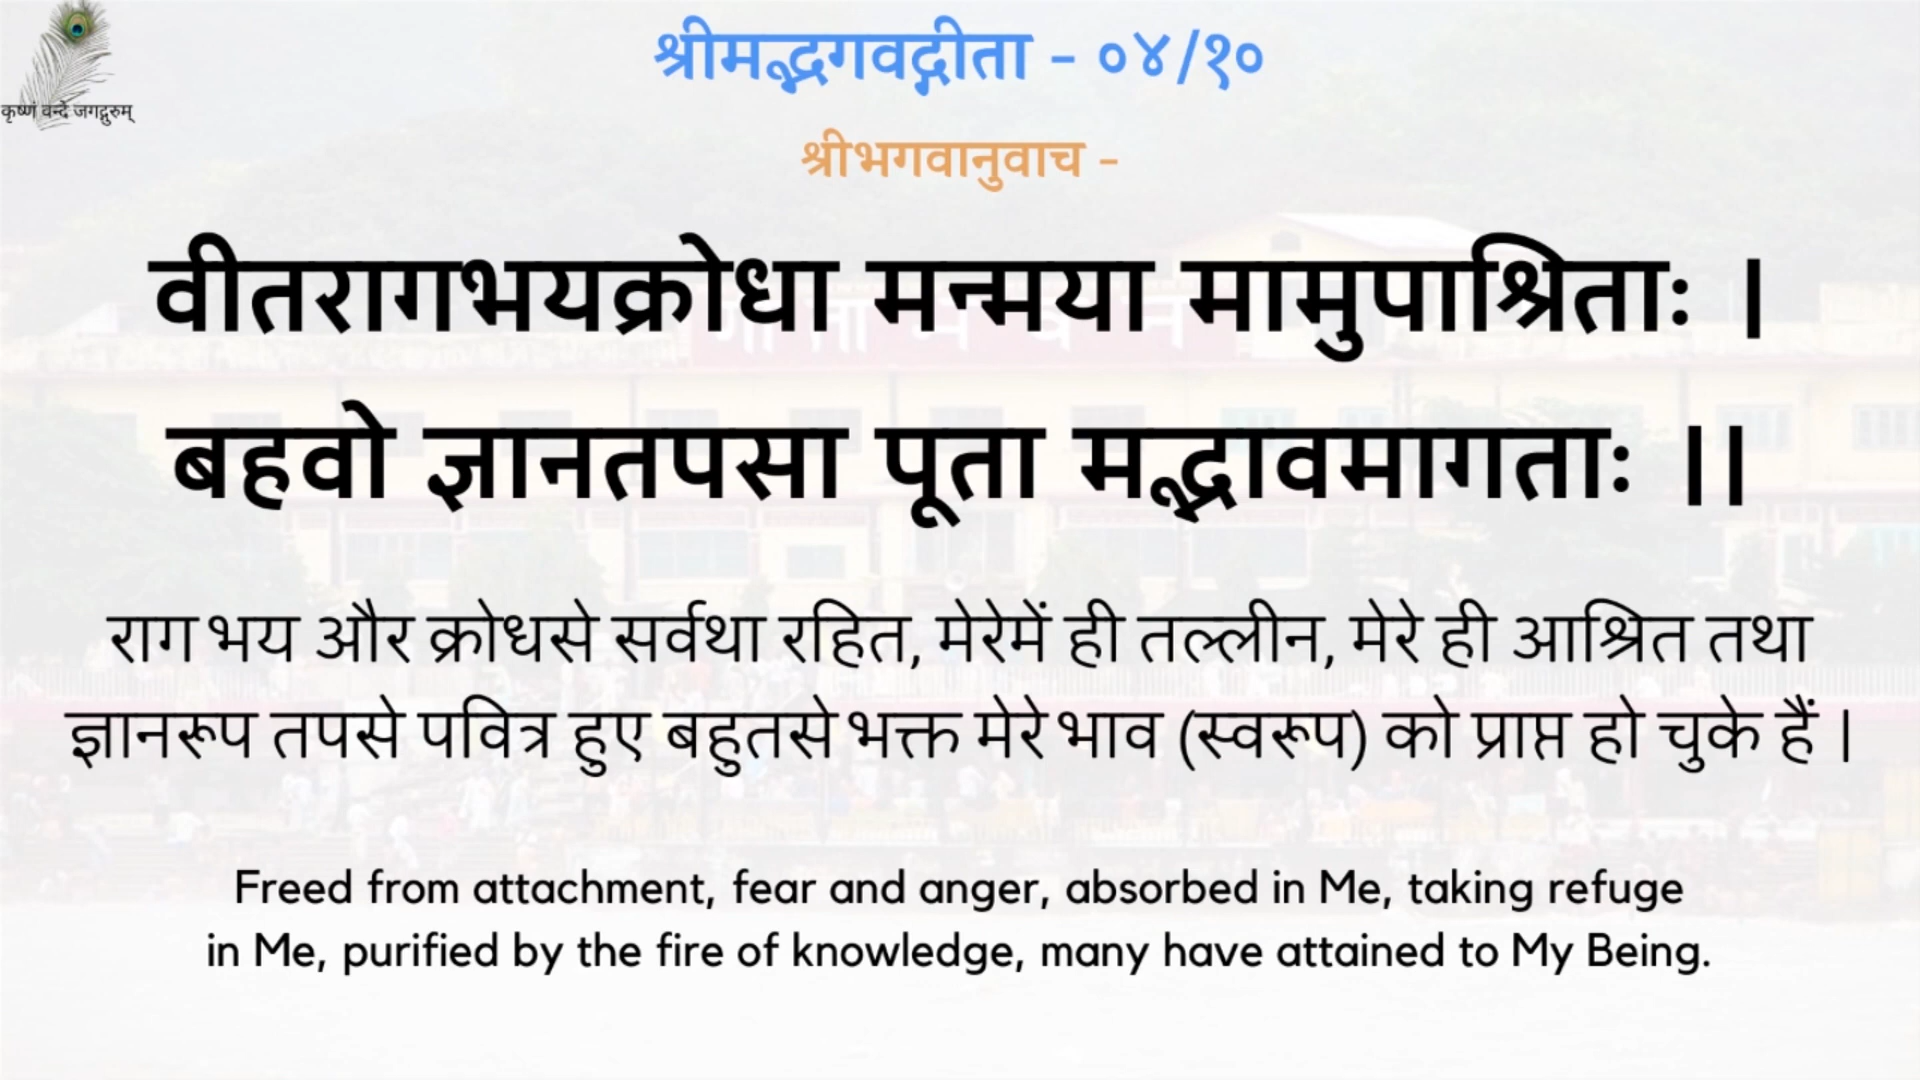 श्रीमद्भगवद्गीता - ०४/१०
कृष्णं वन्दे जगद्गुरुम्
श्रीभगवानुवाच -
वीतरागभयक्रोधा मन्मया मामुपाश्रिताः |
बहवो ज्ञानतपसा पूता मद्भावमागताः ||
राग भय और क्रोधसे सर्वथा रहित, मेरेमें ही तल्लीन, मेरे ही आश्रित तथा
ज्ञानरूप तपसे पवित्र हुए बहुतसे भक्त मेरे भाव (स्वरूप) को प्राप्त हो चुके हैं |
Freed from attachment, fear and anger, absorbed in Me, taking refuge
in Me, purified by the fire of knowledge, many have attained to My Being.